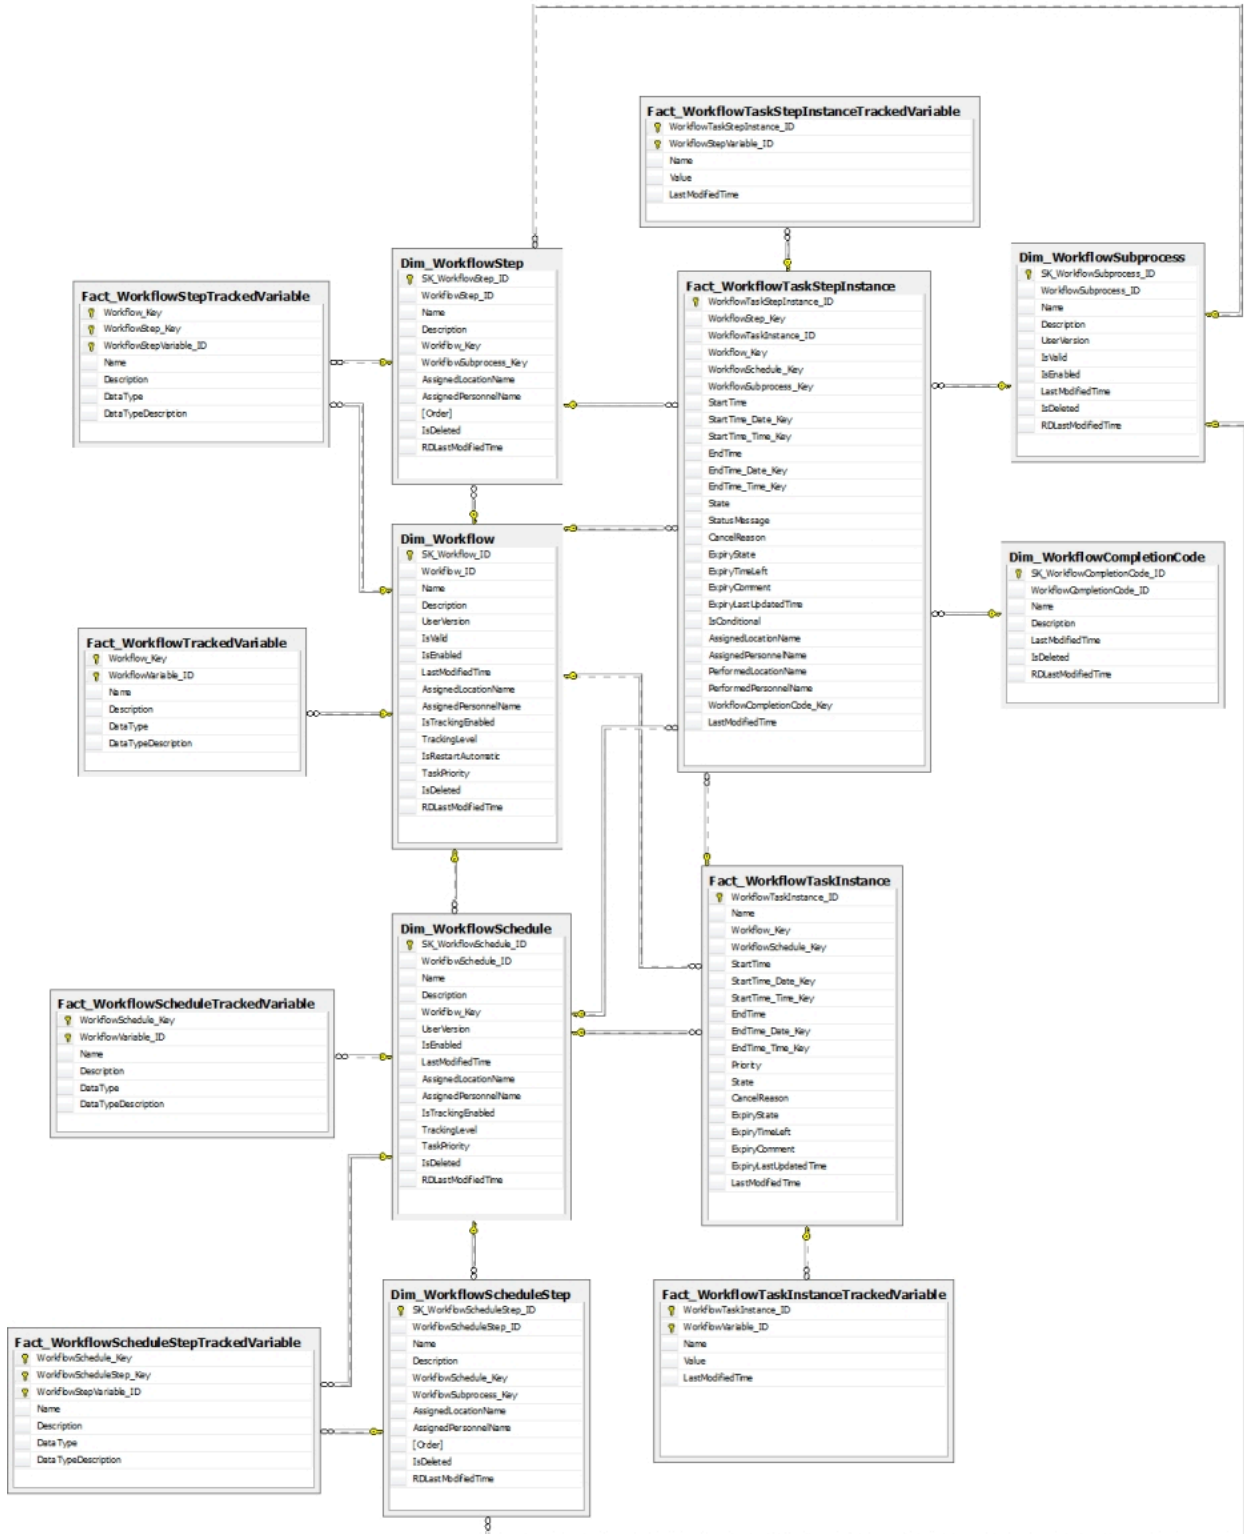 Fact_WorkflowTaskStepInstanceTrackedVariable
WorkflowTaskStepInstance_ID
WorkflowStepVariable_ID
Name
Value
LastModifiedTime
Dim_WorkflowStep
SK_WorkflowStep_ID
WorkflowStep_ID
Name
Description
Workflow_Key
WorkflowSubprocess_Key
AssignedLocationName
AssignedPersonnelName
[Order]
IsDeleted
RDLastModifiedTime
Dim_WorkflowSubprocess
SK_WorkflowSubprocess_ID
WorkflowSubprocess_ID
Name
Description
UserVersion
IsValid
IsEnabled
LastModifiedTime
IsDeleted
RDLastModifiedTime
Fact_WorkflowStepTrackedVariable
Workflow_Key
WorkflowStep_Key
WorkflowStepVariable_ID
Name
Description
DataType
DataTypeDescription
Fact_WorkflowTaskStepInstance
WorkflowTaskStepInstance_ID
WorkflowStep_Key
WorkflowTaskInstance_ID
Workflow_Key
WorkflowSchedule_Key
WorkflowSubprocess_Key
StartTime
StartTime_Date_Key
StartTime_Time_Key
EndTime
EndTime_Date_Key
EndTime_Time_Key
State
StatusMessage
CancelReason
ExpiryState
ExpiryTimeLeft
ExpiryComment
ExpiryLastUpdatedTime
IsConditional
AssignedLocationName
AssignedPersonnelName
PerformedLocationName
PerformedPersonnelName
WorkflowCompletionCode_Key
LastModifiedTime
Dim_Workflow
SK_Workflow_ID
Workflow_ID
Name
Description
UserVersion
IsValid
IsEnabled
LastModifiedTime
AssignedLocationName
AssignedPersonnelName
IsTrackingEnabled
TrackingLevel
IsRestartAutomatic
TaskPriority
IsDeleted
RDLastModifiedTime
Dim_WorkflowCompletionCode
SK_WorkflowCompletionCode_ID
WorkflowCompletionCode_ID
Name
Description
LastModifiedTime
IsDeleted
RDLastModifiedTime
Fact_WorkflowTrackedVariable
Workflow_Key
WorkflowVariable_ID
Name
Description
DataType
DataTypeDescription
Fact_WorkflowTaskInstance
WorkflowTaskInstance_ID
Name
Workflow_Key
WorkflowSchedule_Key
StartTime
StartTime_Date_Key
StartTime_Time_Key
EndTime
EndTime_Date_Key
EndTime_Time_Key
Priority
State
CancelReason
ExpiryState
ExpiryTimeLeft
ExpiryComment
ExpiryLastUpdatedTime
LastModifiedTime
Dim_WorkflowSchedule
SK_WorkflowSchedule_ID
WorkflowSchedule_ID
Name
Description
Workflow_Key
UserVersion
IsEnabled
LastModifiedTime
AssignedLocationName
AssignedPersonnelName
IsTrackingEnabled
TrackingLevel
TaskPriority
IsDeleted
RDLastModifiedTime
Fact_WorkflowScheduleTrackedVariable
WorkflowSchedule_Key
WorkflowVariable_ID
Name
Description
DataType
DataTypeDescription
Dim_WorkflowScheduleStep
SK_WorkflowScheduleStep_ID
WorkflowScheduleStep_ID
Name
Description
WorkflowSchedule_Key
WorkflowSubprocess_Key
AssignedLocationName
AssignedPersonnelName
[Order]
IsDeleted
RDLastModifiedTime
Fact_WorkflowTaskInstanceTrackedVariable
WorkflowTaskInstance_ID
WorkflowVariable_ID
Name
Value
LastModifiedTime
Fact_WorkflowScheduleStepTrackedVariable
WorkflowSchedule_Key
WorkflowScheduleStep_Key
WorkflowStepVariable_ID
Name
Description
DataType
DataTypeDescription